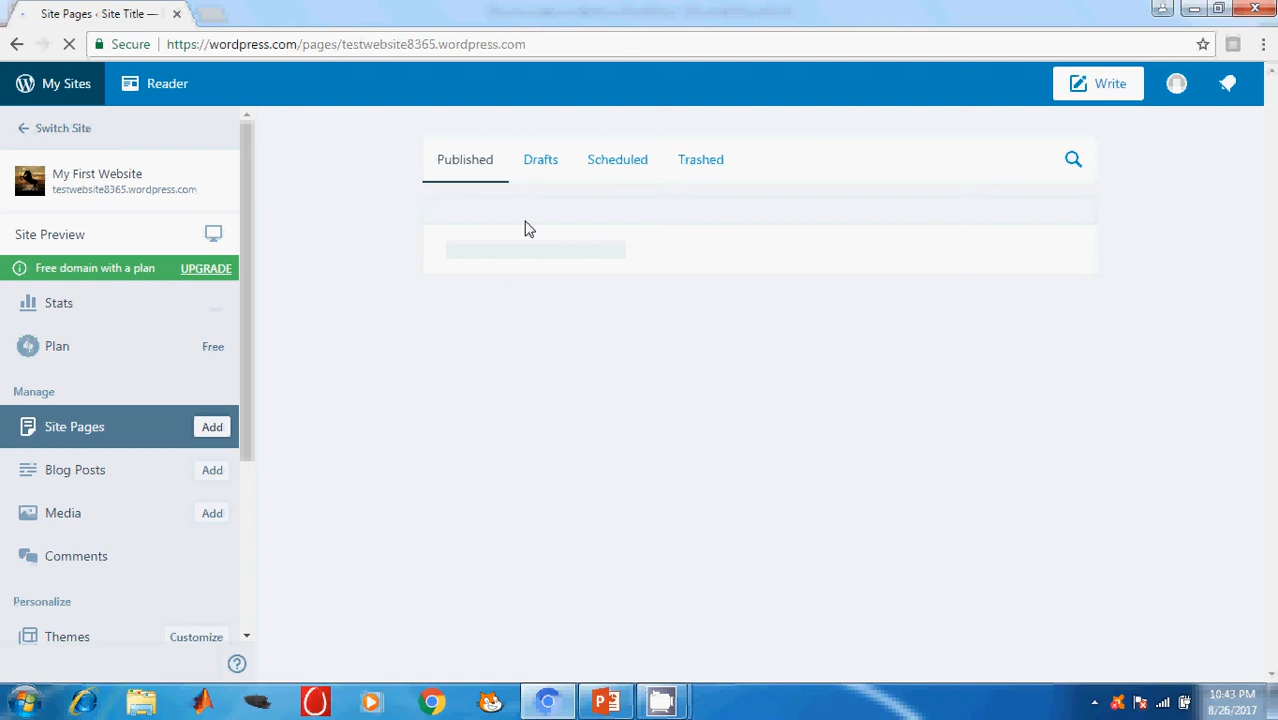 Site Pages ‹ Site Title —
Secure
https://wordpress.com/pages/testwebsite8365.wordpress.com
My Sites
Reader
Write
Switch Site
My First Website
testwebsite8365.wordpress.com
Site Preview
Free domain with a plan UPGRADE
Stats
Plan Free
Manage
Site Pages Add
Blog Posts Add
Media Add
Comments
Personalize
Themes Customize
Published Drafts Scheduled Trashed
10:43 PM
8/26/2017